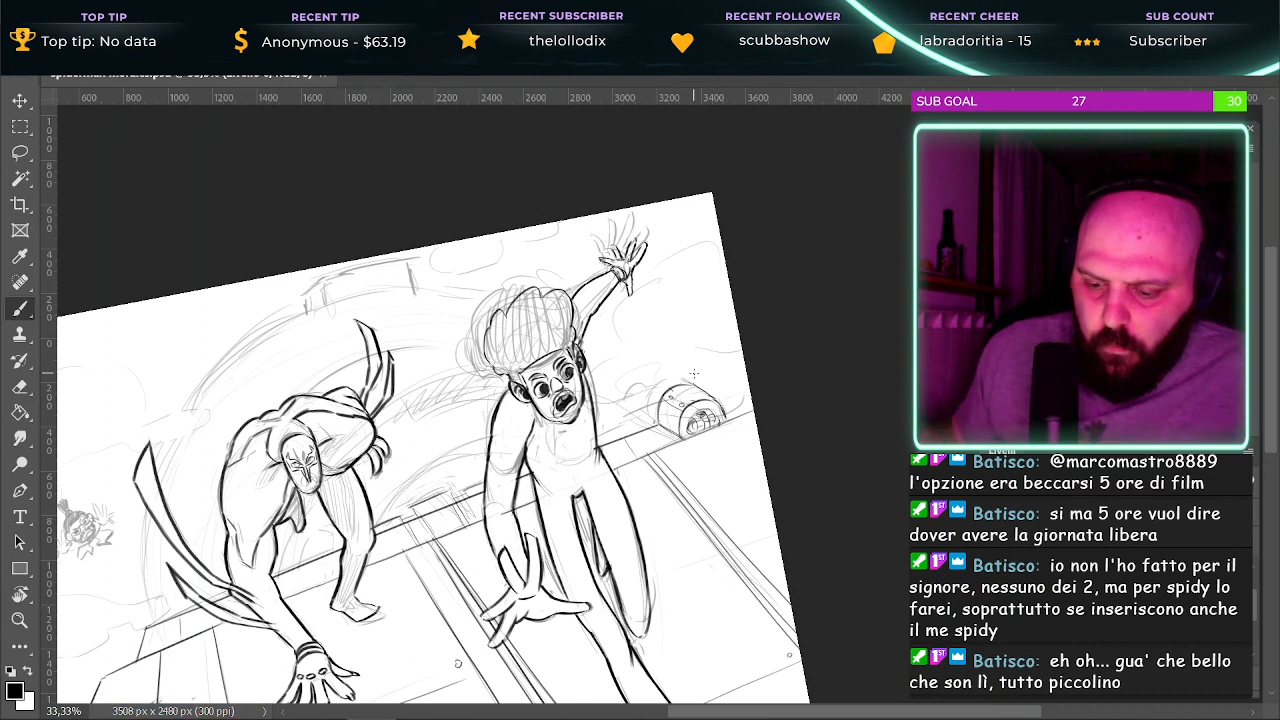 TOP TIP
Top tip: No data
RECENT TIP
Anonymous - $63.19
RECENT SUBSCRIBER
thelollodix
RECENT FOLLOWER
scubbashow
RECENT CHEER
labradoritia - 15
SUB COUNT
Subscriber
600 800 1000 1200 1400 1600 1800 2000 2200 2400 2600 2800 3000 3200 3400 3600 3800 4000 4200
SUB GOAL 27 30
Batisco: @marcomastro8889
l'opzione era beccarsi 5 ore di film
Batisco: si ma 5 ore vuol dire
dover avere la giornata libera
Batisco: io non l'ho fatto per il
signore, nessuno dei 2, ma per spidy lo
farei, soprattutto se inseriscono anche
il me spidy
Batisco: eh oh... gua' che bello
che son lì, tutto piccolino
33,33% 3508 px x 2480 px (300 ppi)